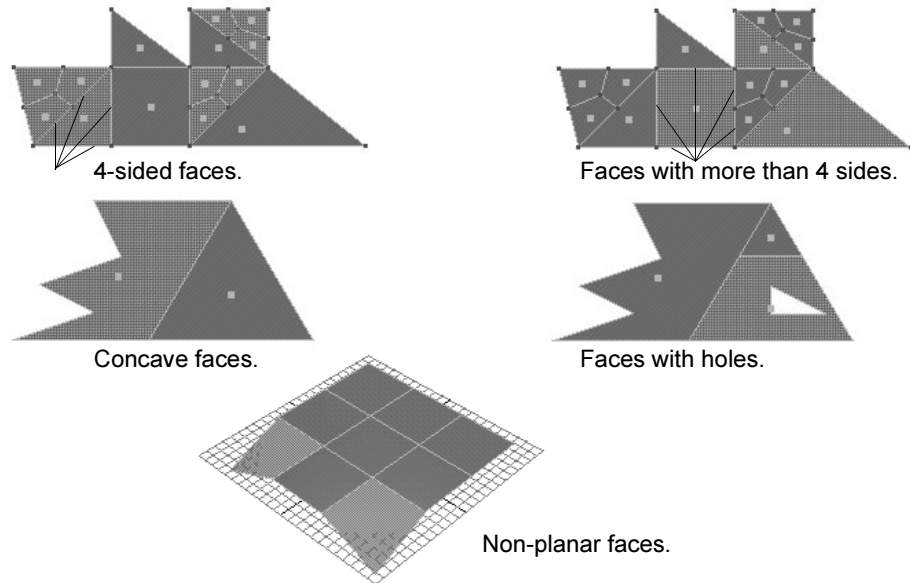 4-sided faces.
Faces with more than 4 sides.
Concave faces.
Faces with holes.
Non-planar faces.